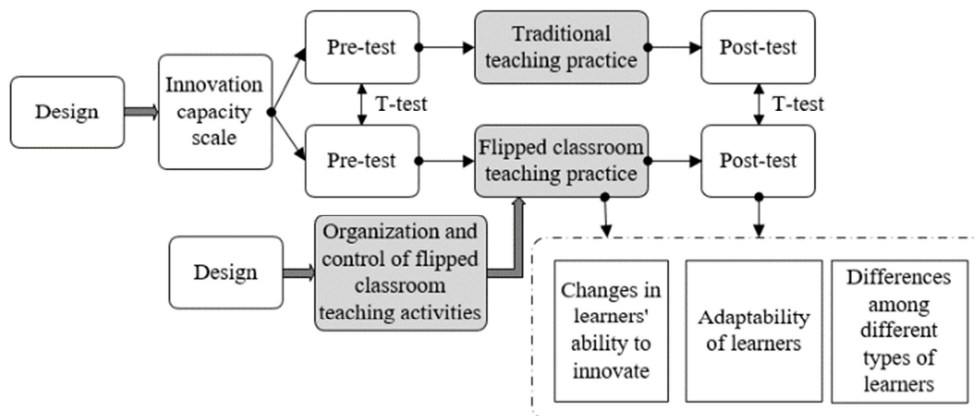 Pre-test
Traditional
teaching practice
Post-test
Design
Innovation
capacity
scale
T-test
T-test
Pre-test
Flipped classroom
teaching practice
Post-test
Design
Organization and
control of flipped
classroom
teaching activities
Changes in
learners'
ability to
innovate
Adaptability
of learners
Differences
among
different
types of
learners